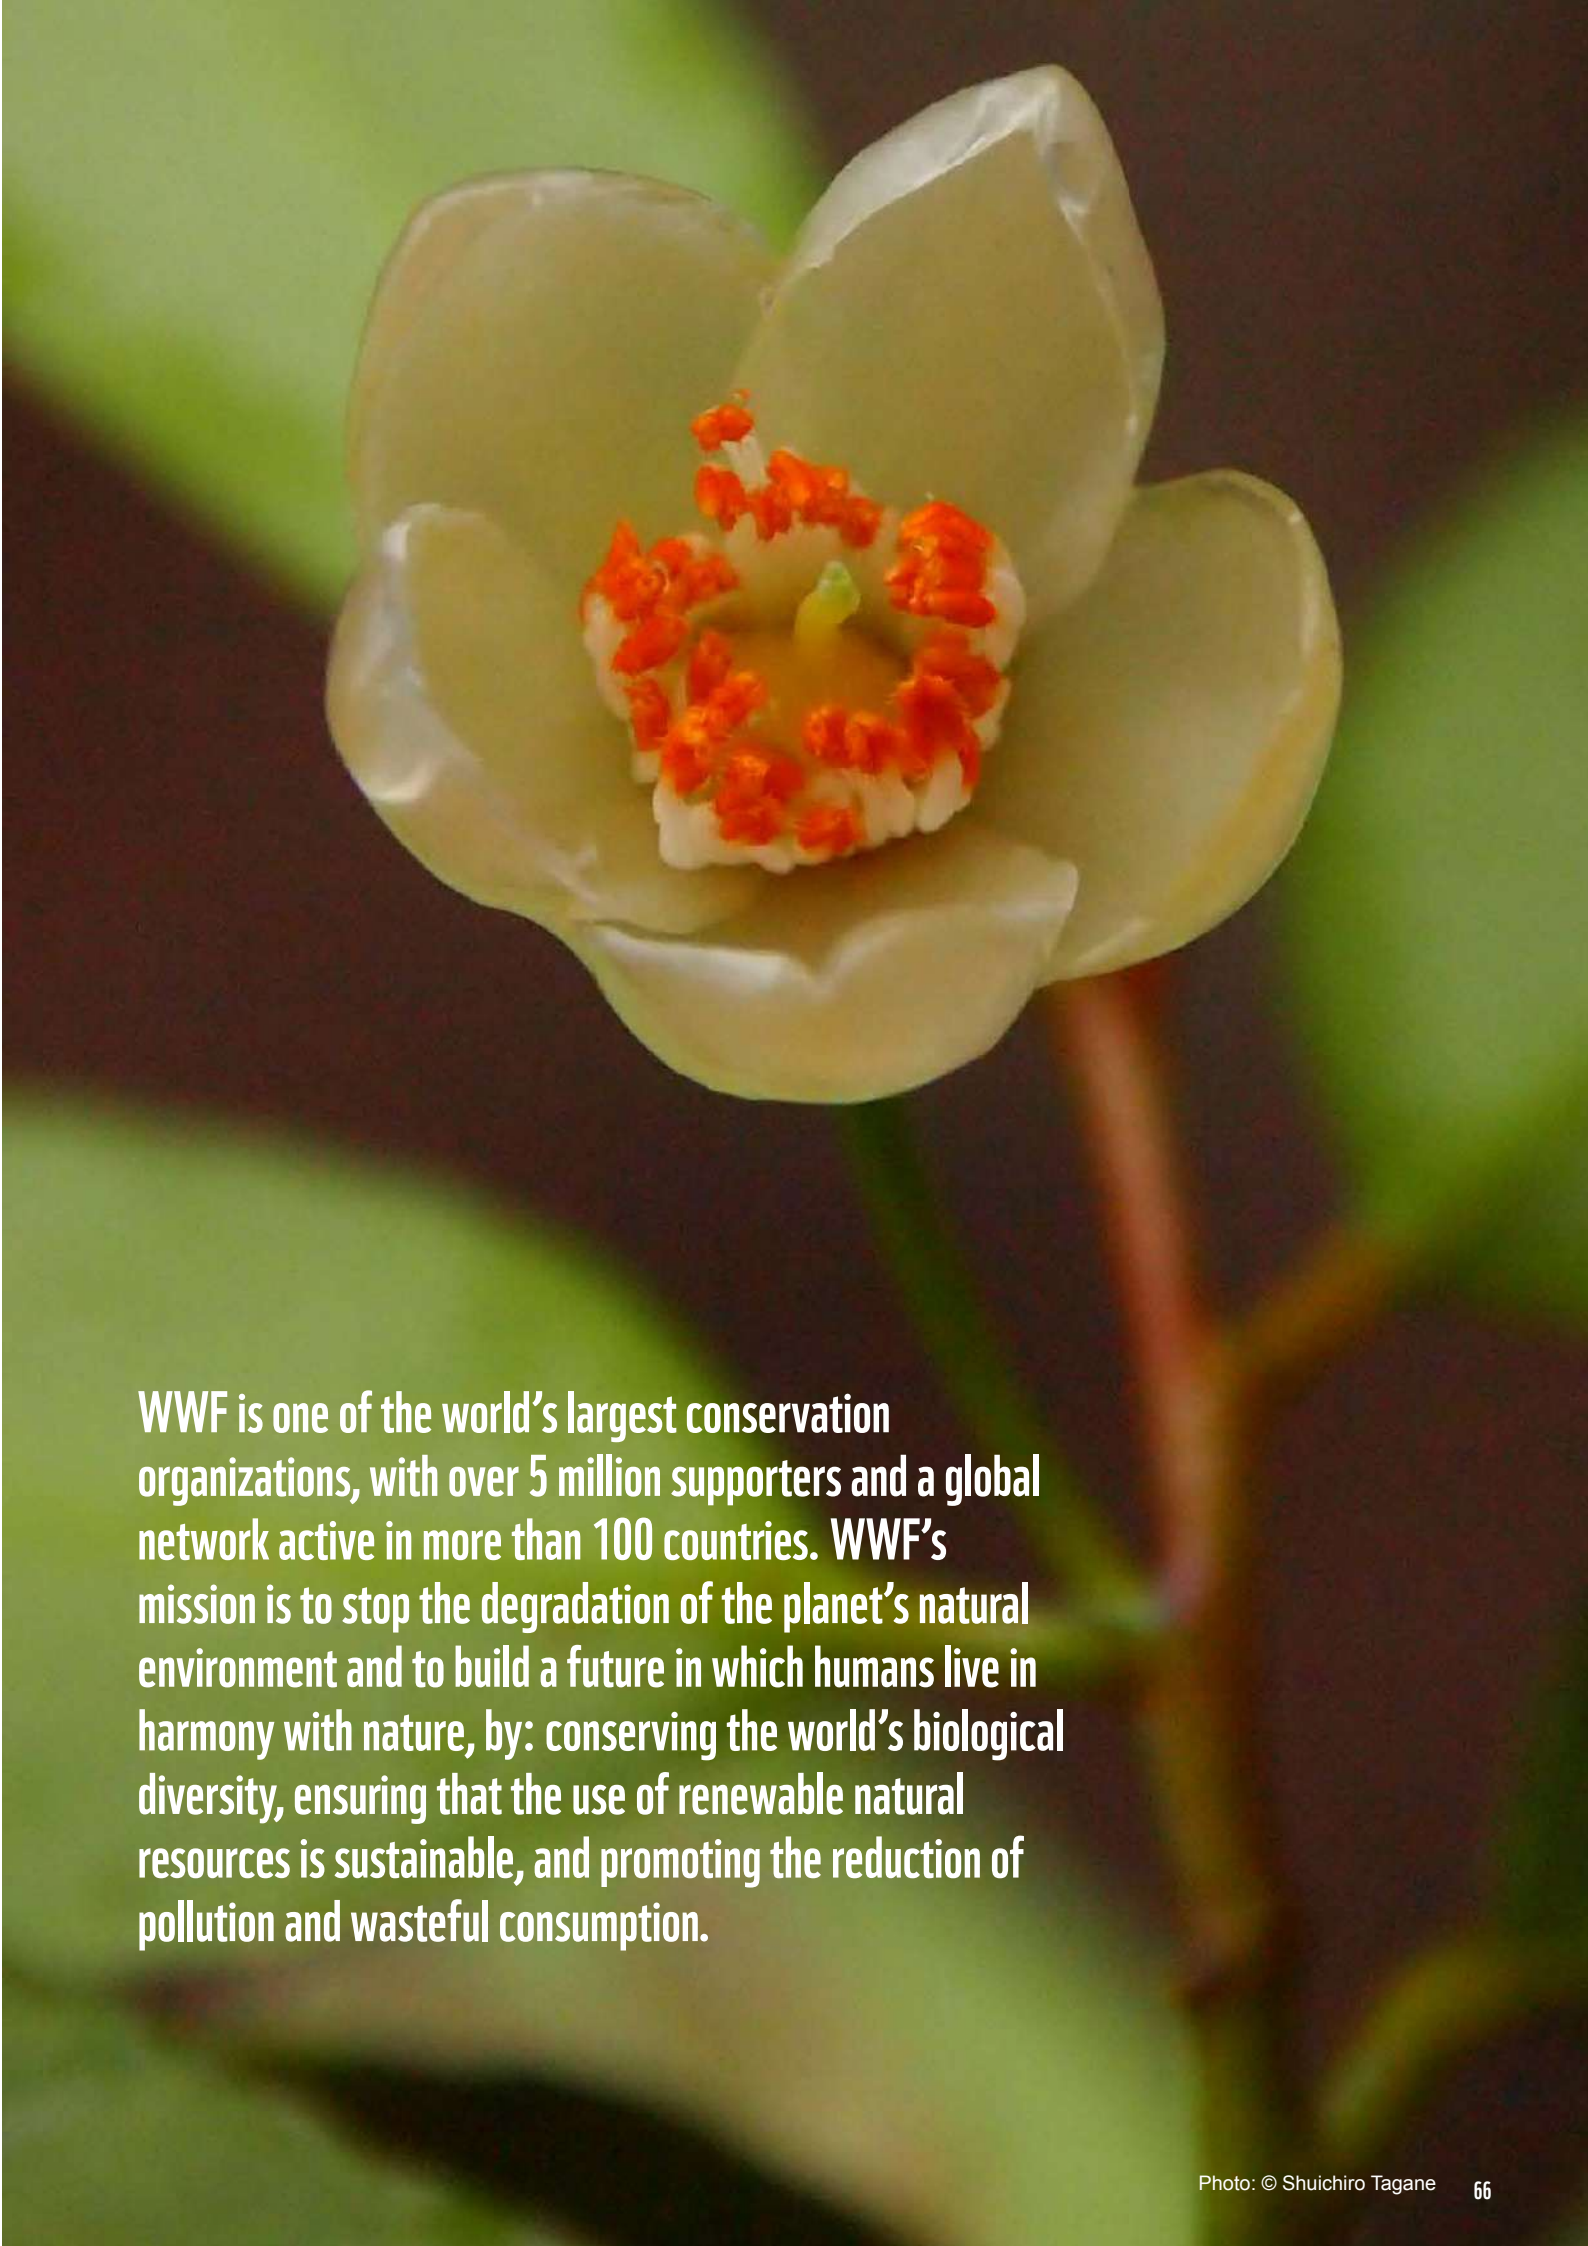 WWF is one of the world’s largest conservation
organizations, with over 5 million supporters and a global
network active in more than 100 countries. WWF’s
mission is to stop the degradation of the planet’s natural
environment and to build a future in which humans live in
harmony with nature, by: conserving the world’s biological
diversity, ensuring that the use of renewable natural
resources is sustainable, and promoting the reduction of
pollution and wasteful consumption.
Photo: © Shuichiro Tagane 66